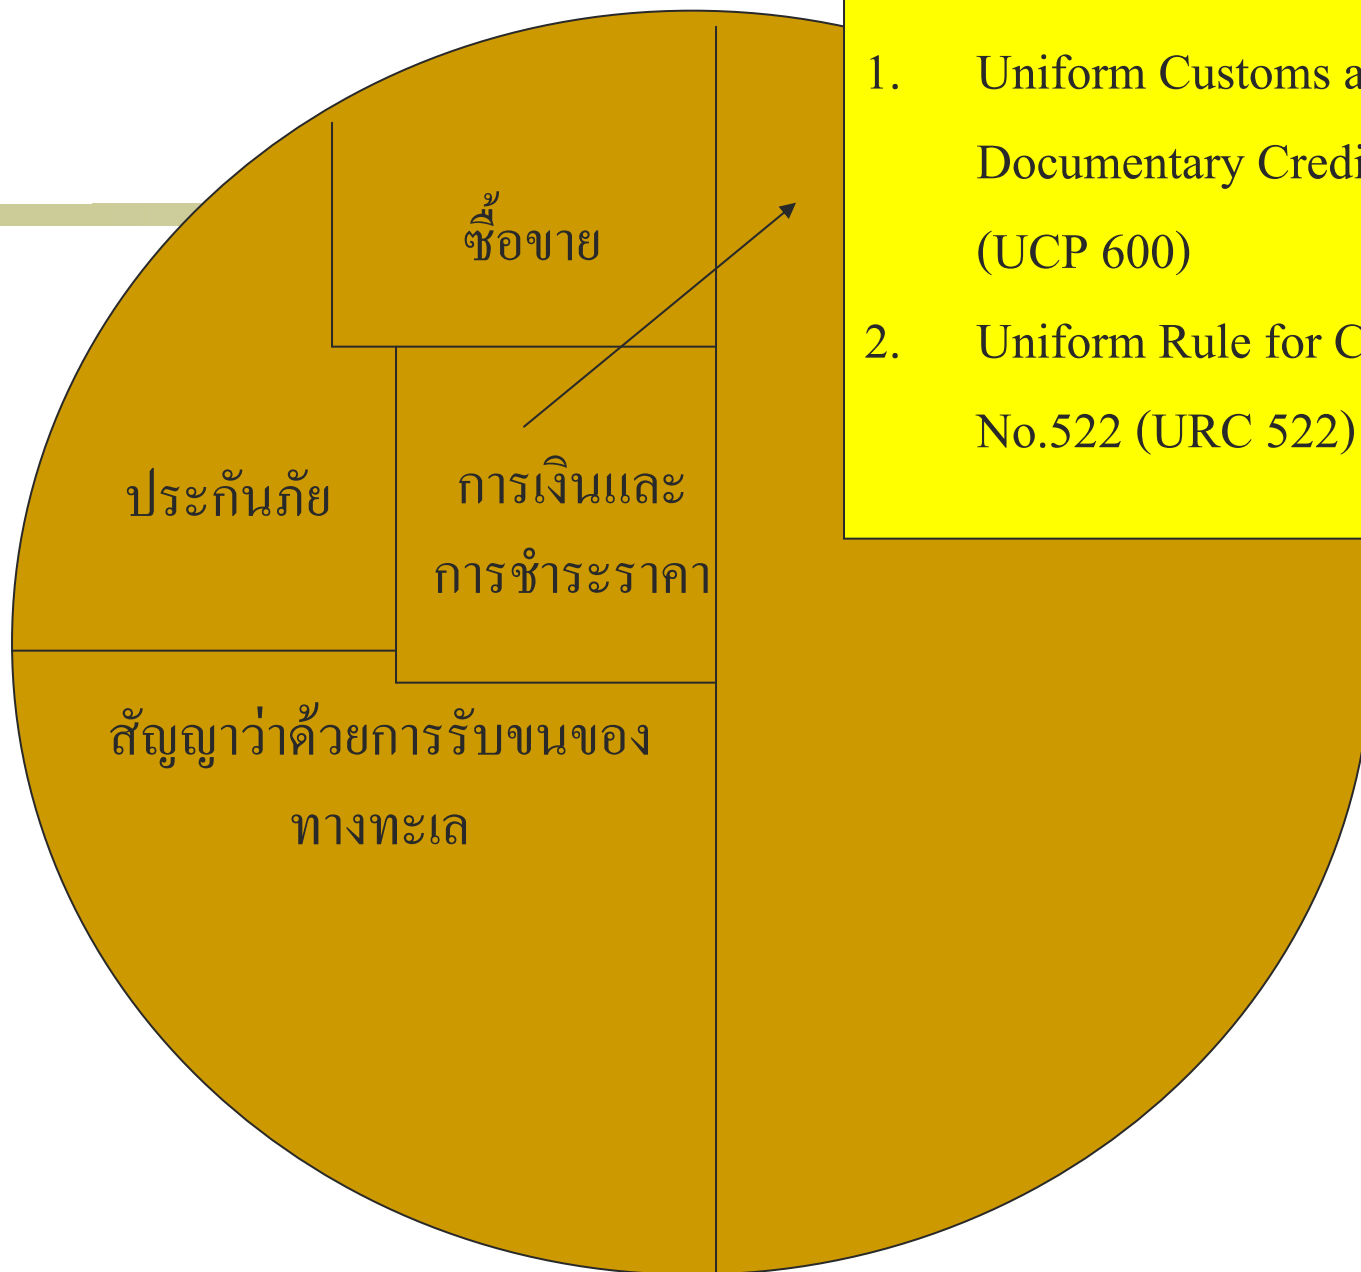 ซื้อขาย
ประกันภัย
การเงินและ
การชำระราคา
สัญญาว่าด้วยการรับขนของ
ทางทะเล
1. Uniform Customs a
Documentary Credi
(UCP 600)
2. Uniform Rule for C
No.522 (URC 522)